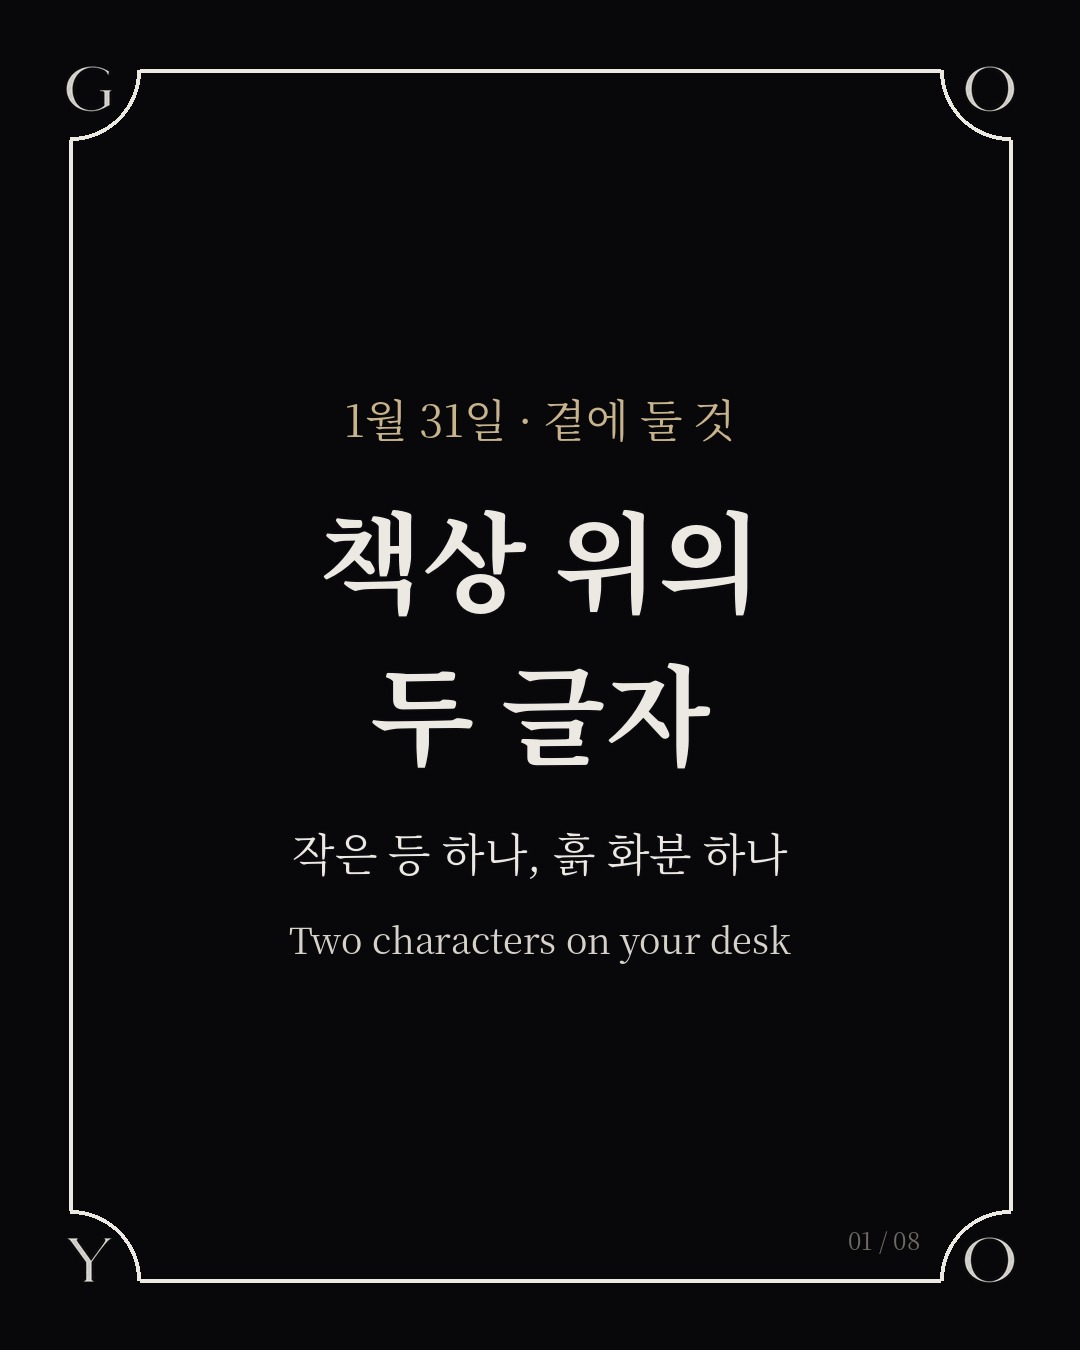 G O
1월 31일 · 곁에 둘 것
책상 위의
두 글자
작은 등 하나, 흙 화분 하나
Two characters on your desk
01 / 08
Y O